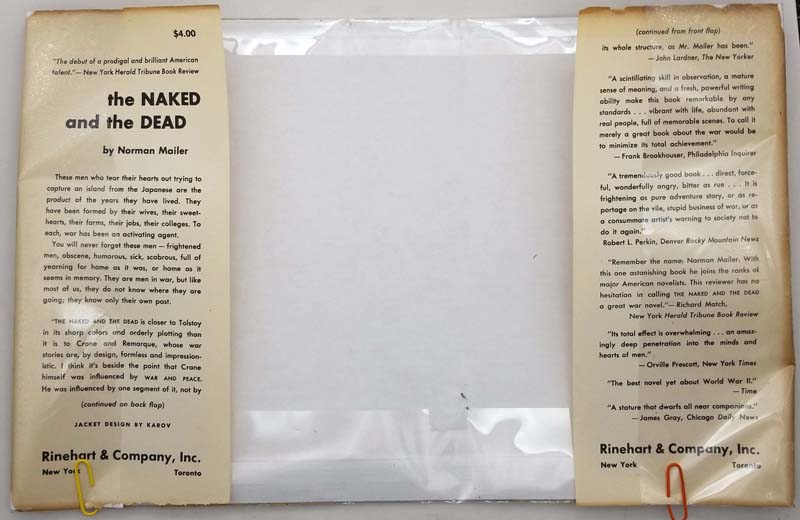 $4.00
"The debut of a prodigal and brilliant American
talent."— New York Herald Tribune Book Review
the NAKED
and the DEAD
by Norman Mailer
These men who tear their hearts out trying to
capture an island from the Japanese are the
product of the years they have lived. They
have been formed by their wives, their sweet-
hearts, their farms, their jobs, their colleges. To
each, war has been an activating agent.
You will never forget these men — frightened
men, obscene, humorous, sick, scabrous, full of
yearning for home as it was, or home as it
seems in memory. They are men in war, but like
most of us, they do not know where they are
going; they know only their own past.
"THE NAKED AND THE DEAD is closer to Tolstoy
in its sharp colors and orderly plotting than
it is to Crane and Remarque, whose war
stories are, by design, formless and impression-
istic. I think it's beside the point that Crane
himself was influenced by WAR AND PEACE.
He was influenced by one segment of it, not by
(continued on back flap)
JACKET DESIGN BY KAROV
Rinehart & Company, Inc.
New York Toronto
(continued from front flap)
its whole structure, as Mr. Mailer has been."
— John Lardner, The New Yorker
"A scintillating skill in observation, a mature
sense of meaning, and a fresh, powerful writing
ability make this book remarkable by any
standards . . . vibrant with life, abundant with
real people, full of memorable scenes. To call it
merely a great book about the war would be
to minimize its total achievement."
— Frank Brookhouser, Philadelphia Inquirer
"A tremendously good book . . . direct, force-
ful, wonderfully angry, bitter as rue . . . . It is
frightening as pure adventure story, or as re-
portage on the vile, stupid business of war, or as
a consummate artist's warning to society not to
do it again."
Robert L. Perkin, Denver Rocky Mountain News
"Remember the name: Norman Mailer. With
this one astonishing book he joins the ranks of
major American novelists. This reviewer has no
hesitation in calling THE NAKED AND THE DEAD
a great war novel."— Richard Match,
New York Herald Tribune Book Review
"Its total effect is overwhelming . . . an amaz-
ingly deep penetration into the minds and
hearts of men."
— Orville Prescott, New York Times
"The best novel yet about World War II."
— Time
"A stature that dwarfs all near companions."
— James Gray, Chicago Daily News
Rinehart & Company, Inc.
New York Toronto